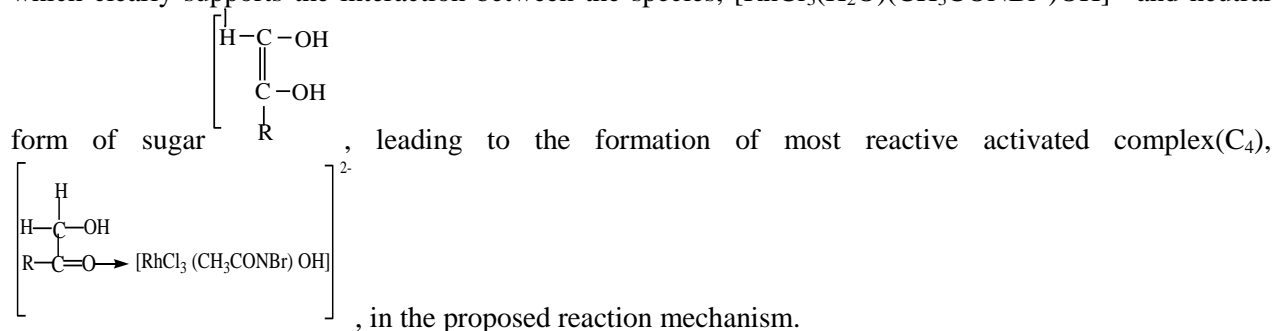 which clearly supports the interaction between the species, [RhCl₃(H₂O)(CH₃CONBr )OH] and neutral
H−C−OH
C−OH
R
form of sugar , leading to the formation of most reactive activated complex(C₄),
2-
H
H—C—OH
R—C=O→ [RhCl₃ (CH₃CONBr) OH]
, in the proposed reaction mechanism.